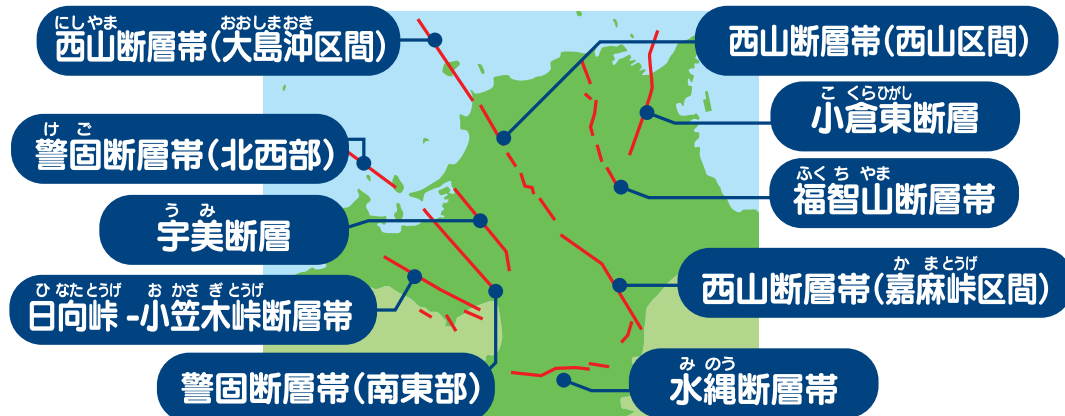 にしやま おおしまおき
西山断層帯(大島沖区間)
けご
警固断層帯(北西部)
うみ
宇美断層
ひなたとうげ おかさぎとうげ
日向峠-小笠木峠断層帯
警固断層帯(南東部)
西山断層帯(西山区間)
こくらひがし
小倉東断層
ふくちやま
福智山断層帯
かまとうげ
西山断層帯(嘉麻峠区間)
みのう
水縄断層帯